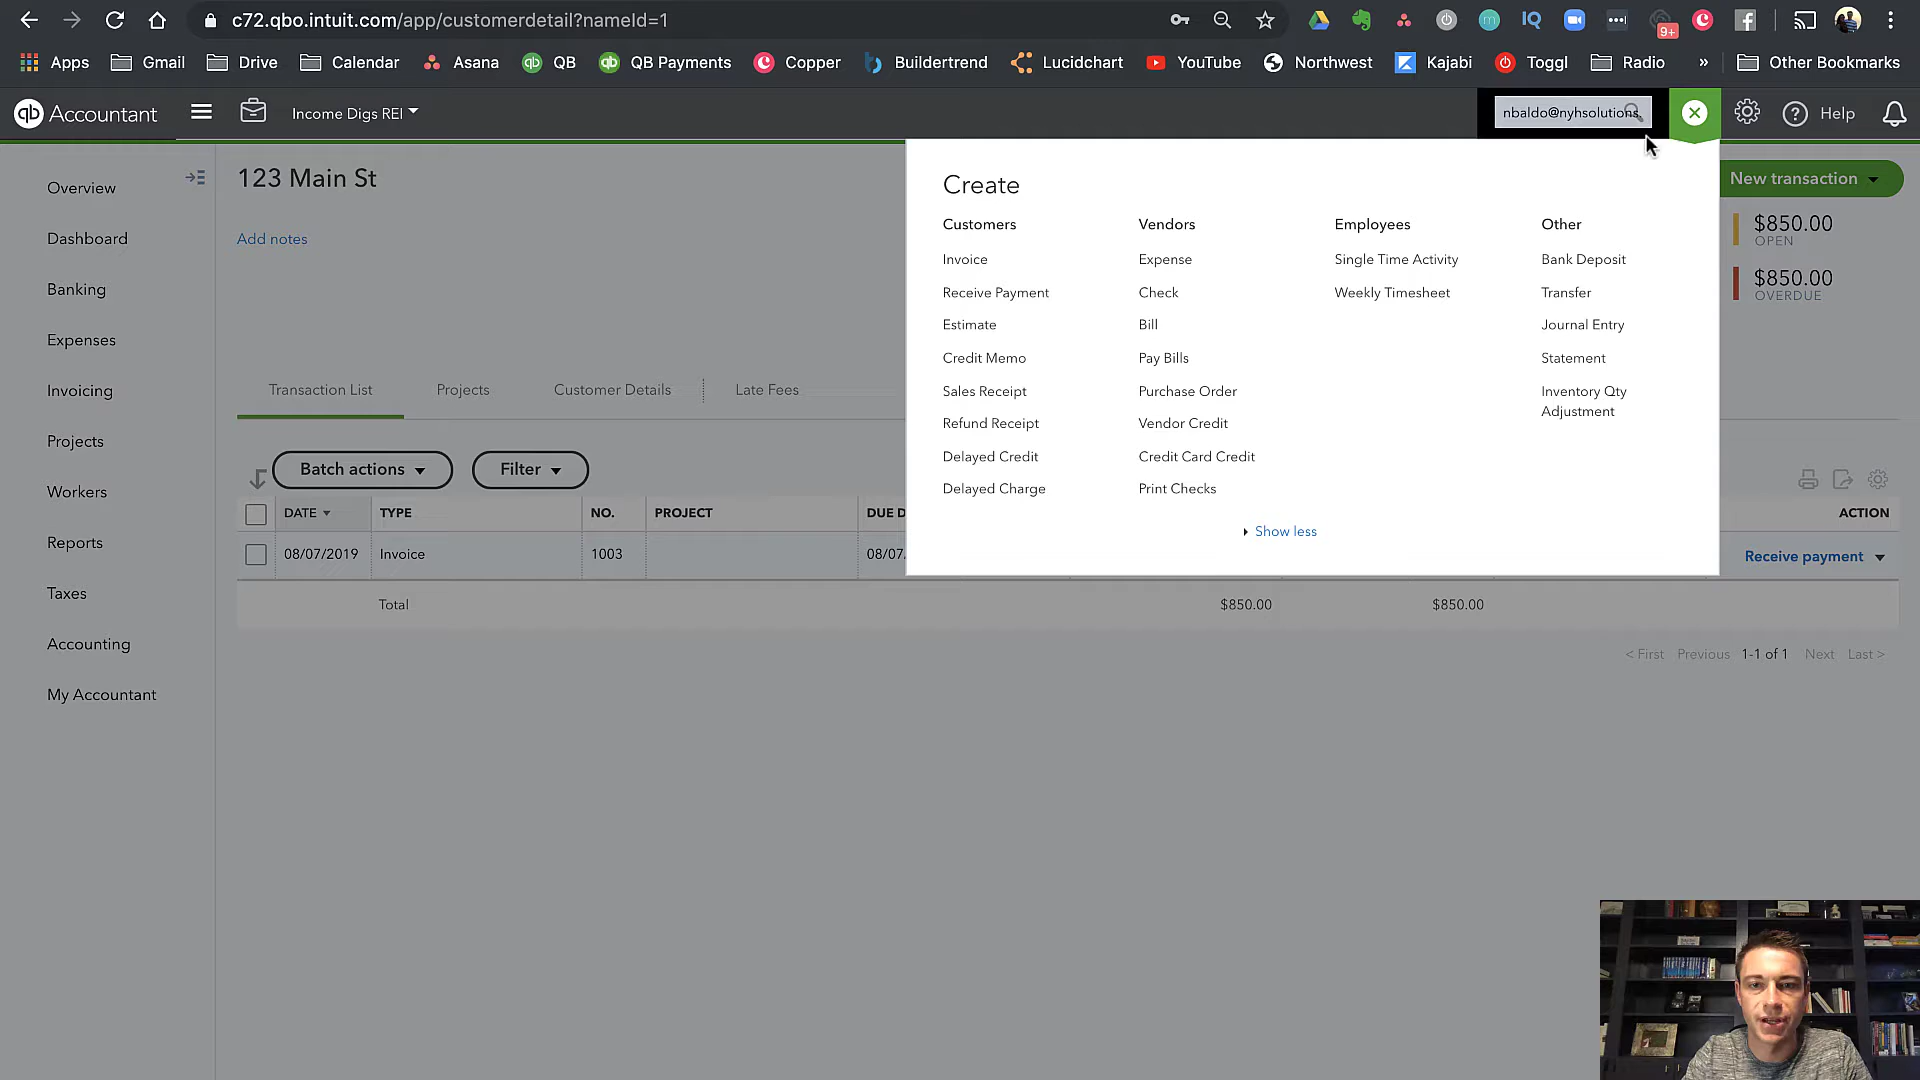 c72.qbo.intuit.com/app/customerdetail?nameId=1
9+
Apps Gmail Drive Calendar Asana QB QB Payments Copper Buildertrend Lucidchart YouTube Northwest Kajabi Toggl Radio » Other Bookmarks
qb Accountant Income Digs REI nbaldo@nyhsolutions Help
Overview
Dashboard
Banking
Expenses
Invoicing
Projects
Workers
Reports
Taxes
Accounting
My Accountant
123 Main St
Add notes
New transaction
$850.00
OPEN
$850.00
OVERDUE
Create
Customers
Invoice
Receive Payment
Estimate
Credit Memo
Sales Receipt
Refund Receipt
Delayed Credit
Delayed Charge
Vendors
Expense
Check
Bill
Pay Bills
Purchase Order
Vendor Credit
Credit Card Credit
Print Checks
Employees
Single Time Activity
Weekly Timesheet
Other
Bank Deposit
Transfer
Journal Entry
Statement
Inventory Qty
Adjustment
Show less
Transaction List Projects Customer Details Late Fees
Batch actions Filter
DATE TYPE NO. PROJECT DUE D ACTION
08/07/2019 Invoice 1003 08/07. Receive payment
Total $850.00 $850.00
< First Previous 1-1 of 1 Next Last >